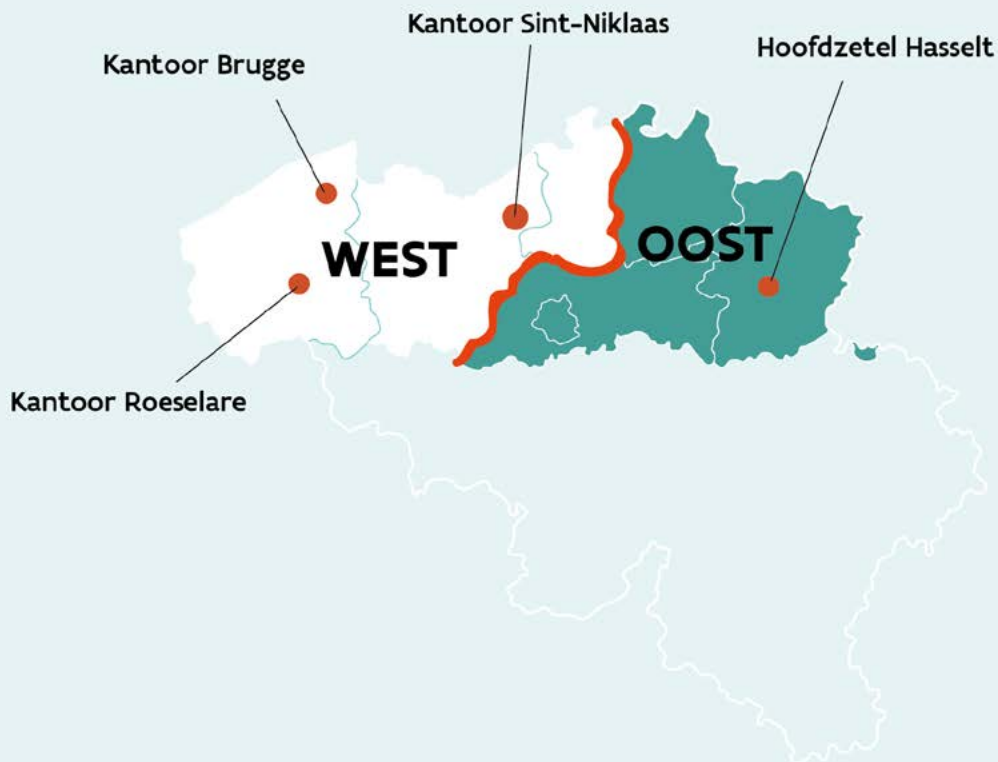 Kantoor Sint-Niklaas
Hoofdzetel Hasselt
Kantoor Brugge
WEST
OOST
Kantoor Roeselare